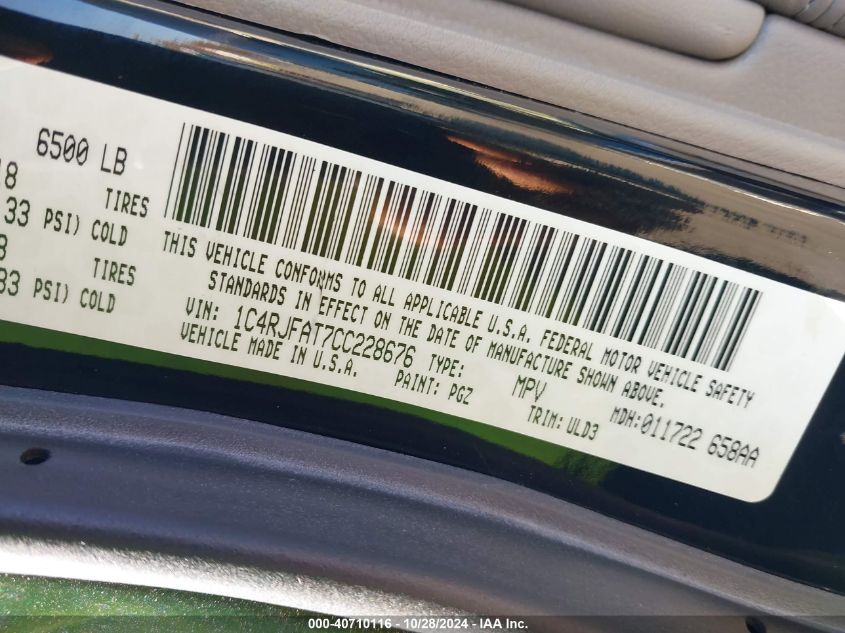 6500 LB
18 TIRES
33 PSI) COLD
8 TIRES
33 PSI) COLD
THIS VEHICLE CONFORMS TO ALL APPLICABLE U.S.A. FEDERAL MOTOR VEHICLE SAFETY
STANDARDS IN EFFECT ON THE DATE OF MANUFACTURE SHOWN ABOVE.
VIN: 1C4RJFAT7CC228676 TYPE: MPV MDH:011722 658AA
VEHICLE MADE IN U.S.A. PAINT: PGZ TRIM: ULD3
000-40710116 • 10/28/2024 • IAA Inc.